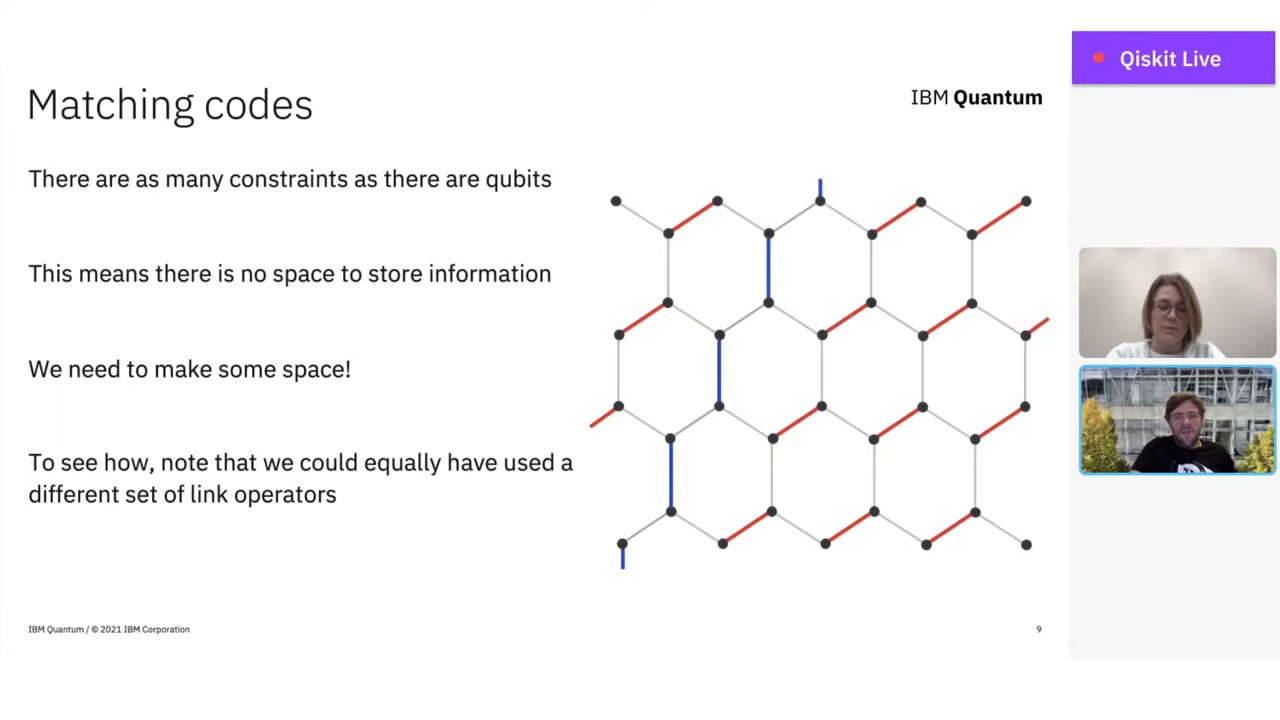 Qiskit Live
Matching codes
IBM Quantum
There are as many constraints as there are qubits
This means there is no space to store information
We need to make some space!
To see how, note that we could equally have used a
different set of link operators
IBM Quantum / © 2021 IBM Corporation
9